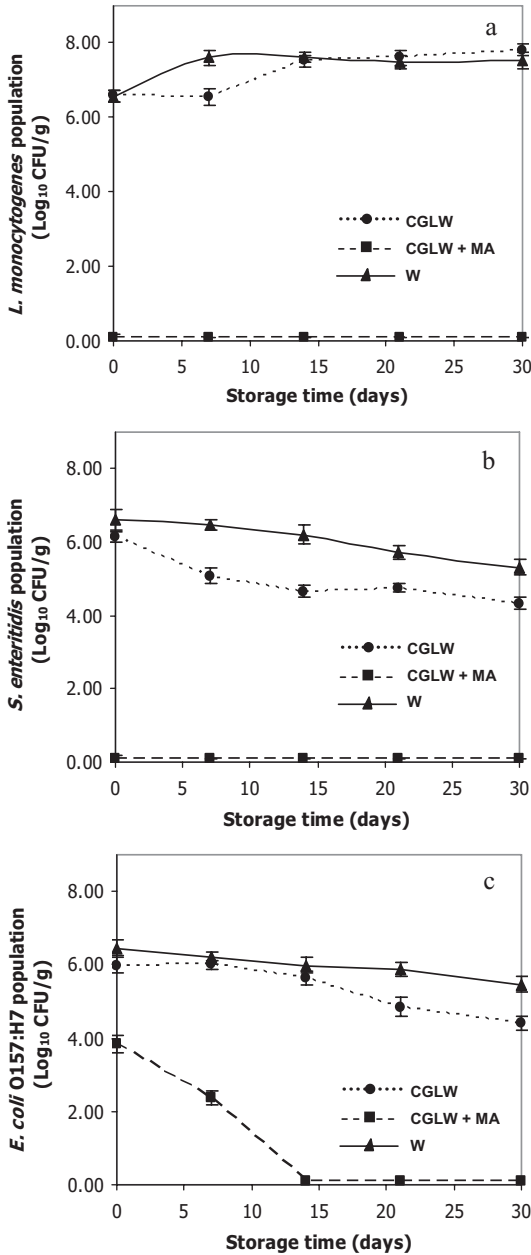 a
8.00
6.00
4.00
2.00
0.00
L. monocytogenes population
(Log10 CFU/g)
CGLW
CGLW + MA
W
0 5 10 15 20 25 30
Storage time (days)
b
8.00
6.00
4.00
2.00
0.00
S. enteritidis population
(Log10 CFU/g)
CGLW
CGLW + MA
W
0 5 10 15 20 25 30
Storage time (days)
c
8.00
6.00
4.00
2.00
0.00
E. coli O157:H7 population
(Log10 CFU/g)
CGLW
CGLW + MA
W
0 5 10 15 20 25 30
Storage time (days)